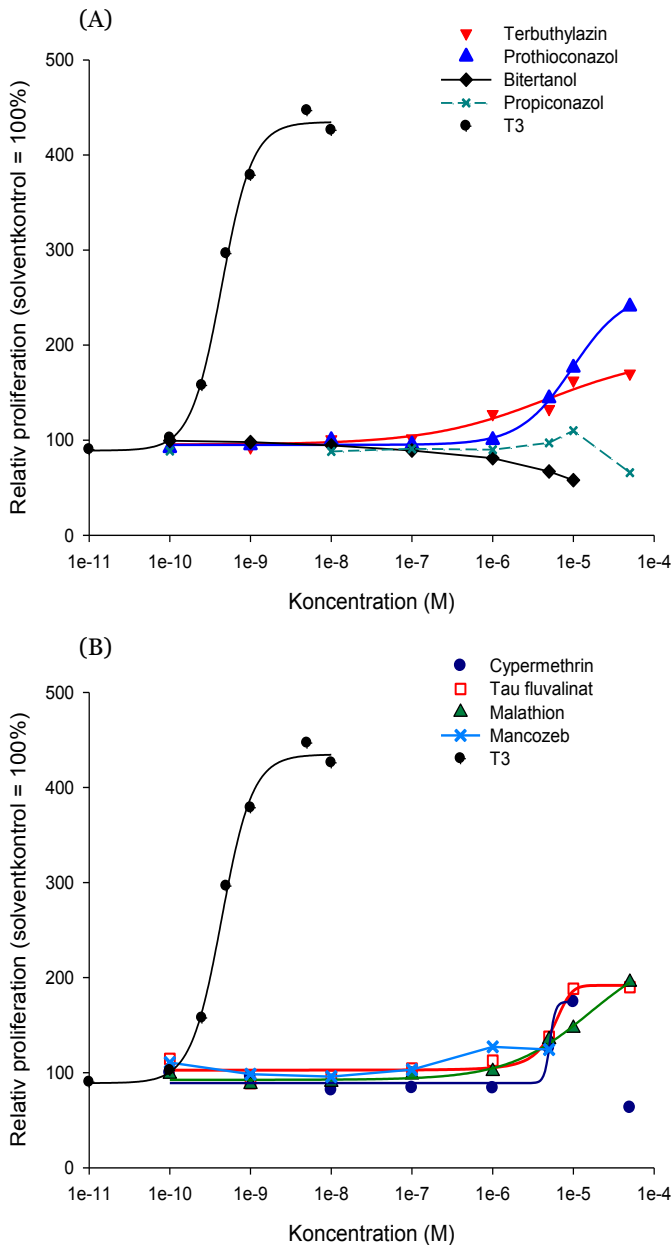 (A)
Terbuthylazin
Prothioconazol
Bitertanol
Propiconazol
T3
Relativ proliferation (solventkontrol = 100%)
500
400
300
200
100
0
1e-11 1e-10 1e-9 1e-8 1e-7 1e-6 1e-5 1e-4
Koncentration (M)
(B)
Cypermethrin
Tau fluvalinat
Malathion
Mancozeb
T3
Relativ proliferation (solventkontrol = 100%)
500
400
300
200
100
0
1e-11 1e-10 1e-9 1e-8 1e-7 1e-6 1e-5 1e-4
Koncentration (M)